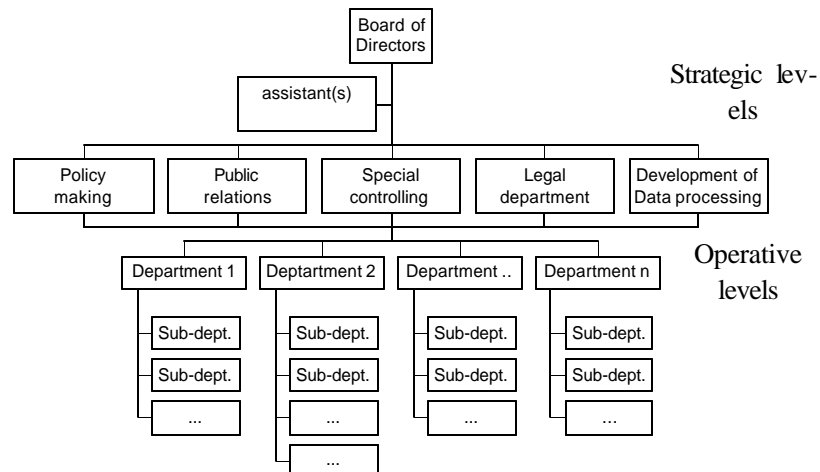 Board of
Directors
assistant(s)
Strategic lev-
els
Policy
making
Public
relations
Special
controlling
Legal
department
Development of
Data processing
Operative
levels
Department 1
Deptartment 2
Department ..
Department n
Sub-dept.
Sub-dept.
Sub-dept.
Sub-dept.
Sub-dept.
Sub-dept.
Sub-dept.
Sub-dept.
...
...
...
...
...